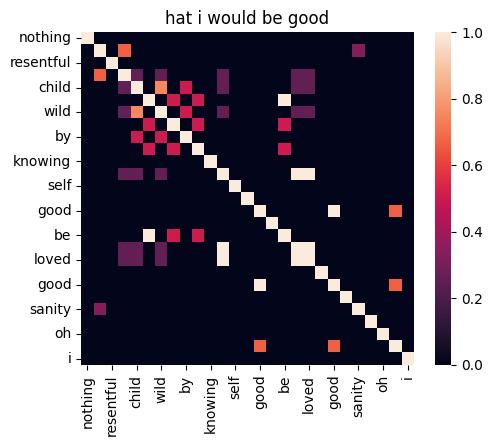 hat i would be good
nothing
resentful
child
wild
by
knowing
self
good
be
loved
good
sanity
oh
i
1.0
0.8
0.6
0.4
0.2
0.0
nothing
resentful
child
wild
by
knowing
self
good
be
loved
good
sanity
oh
i